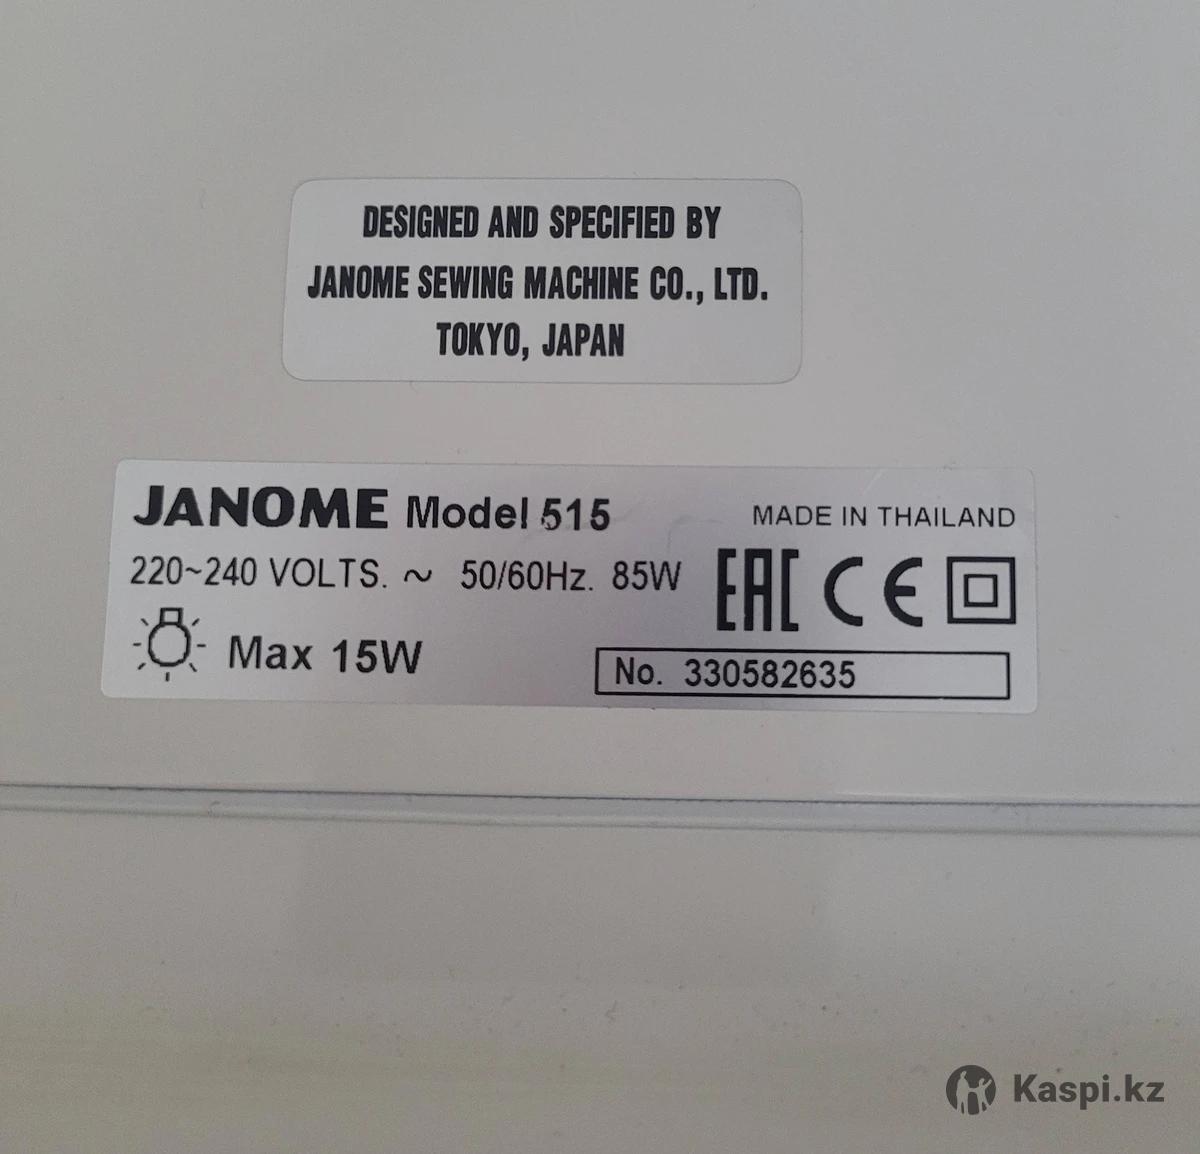 DESIGNED AND SPECIFIED BY
JANOME SEWING MACHINE CO., LTD.
TOKYO, JAPAN
JANOME Model 515
MADE IN THAILAND
220~240 VOLTS. ~ 50/60Hz. 85W
EAC CE
Max 15W
No. 330582635
Kaspi.kz